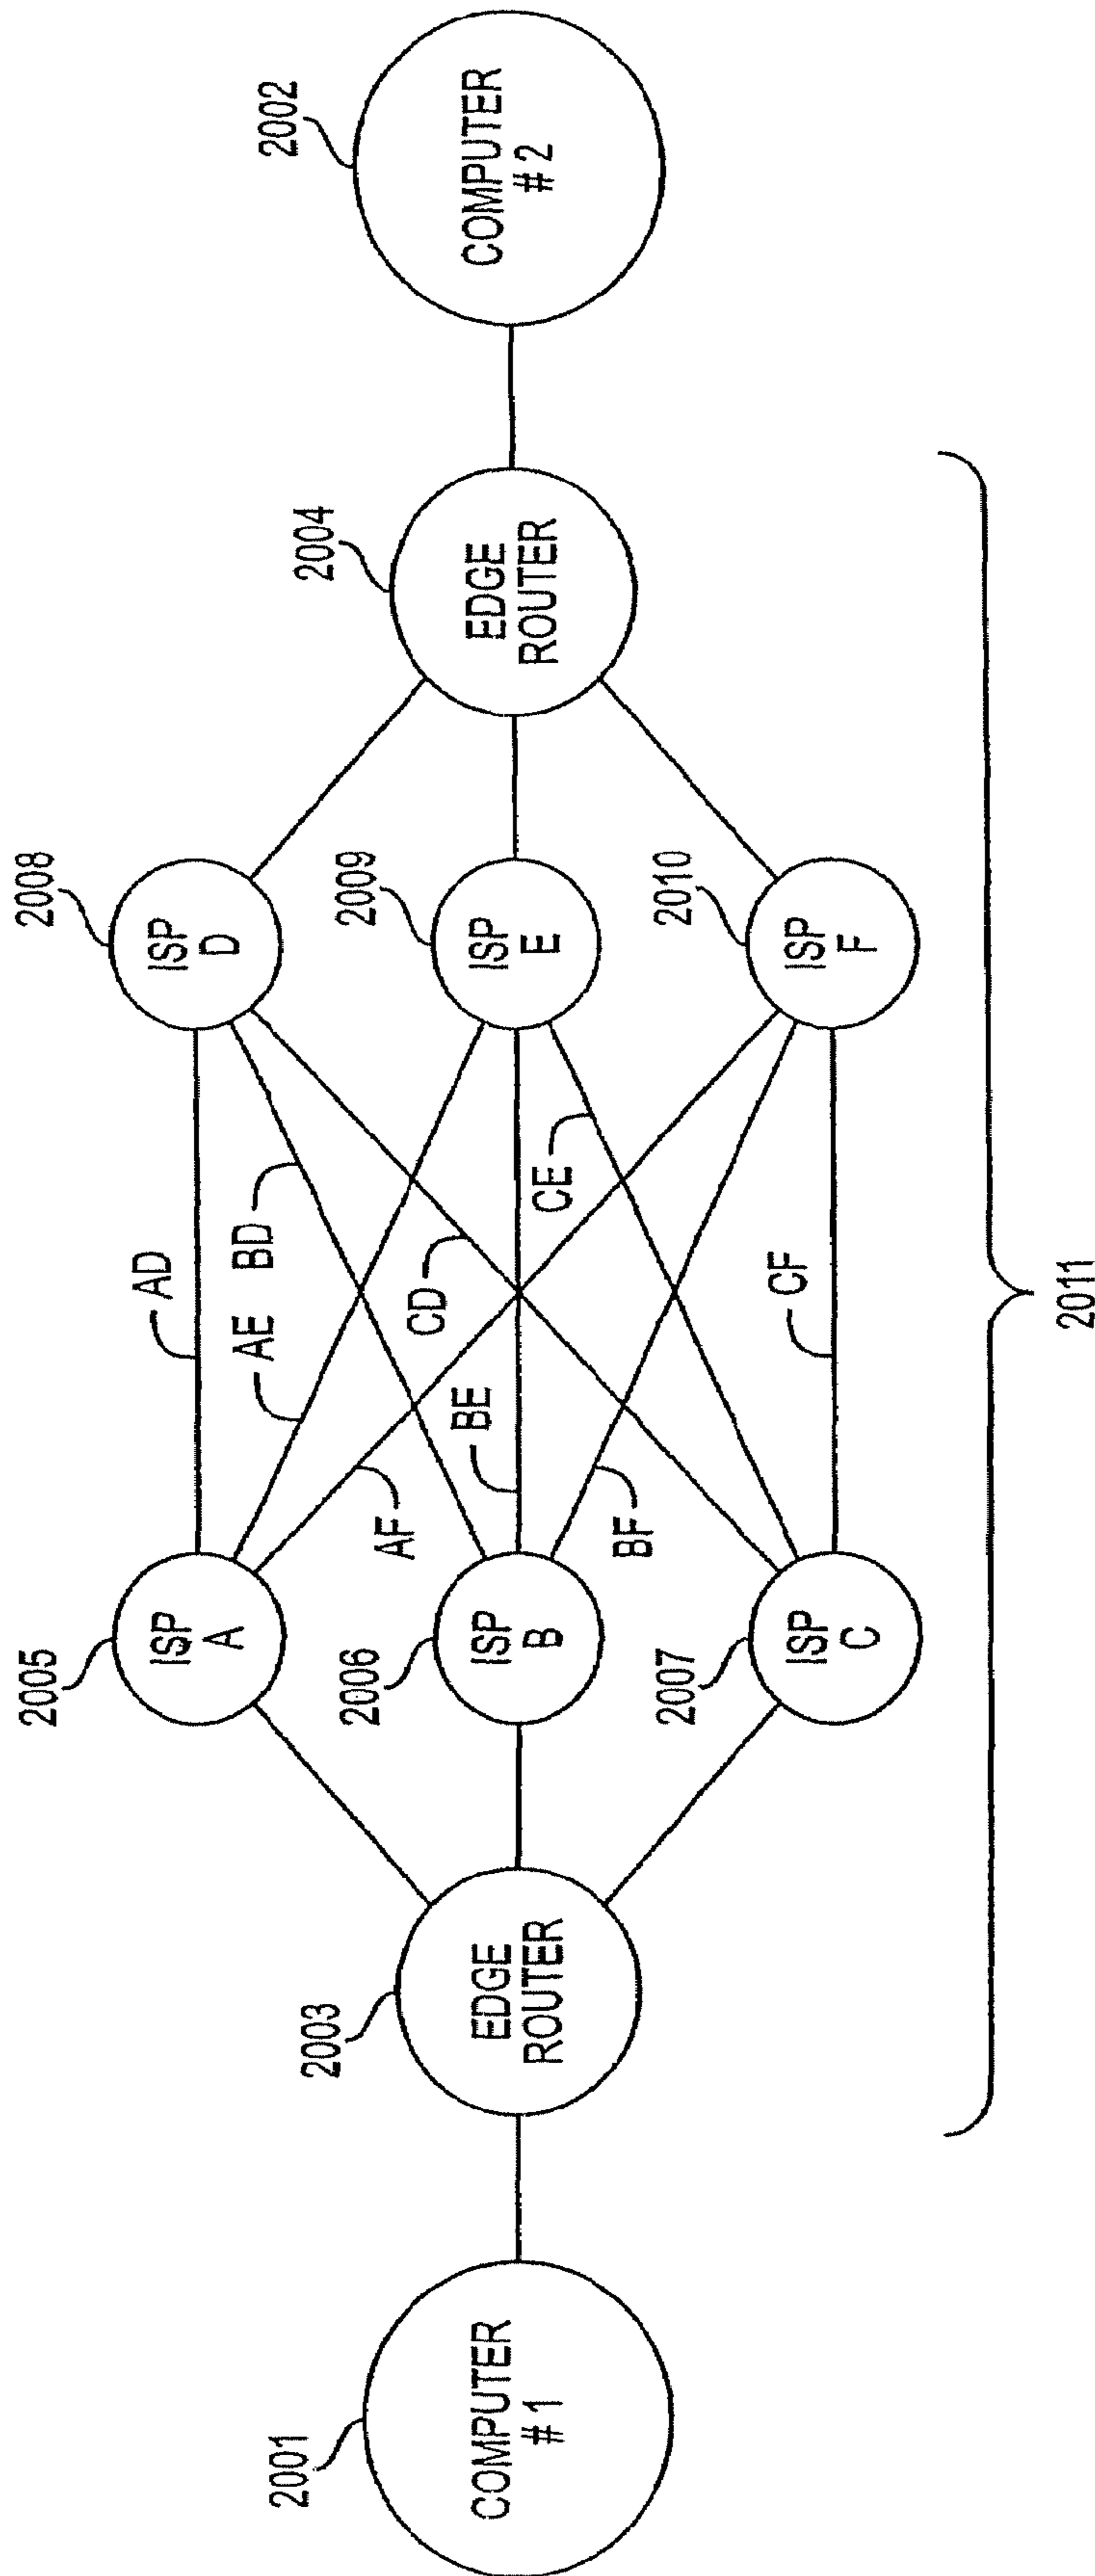 2001
COMPUTER
#1
2003
EDGE
ROUTER
2005
ISP
A
2006
ISP
B
2007
ISP
C
AD
AE
BD
AF
CD
BE
CE
BF
CF
2008
ISP
D
2009
ISP
E
2010
ISP
F
2004
EDGE
ROUTER
2002
COMPUTER
#2
2011